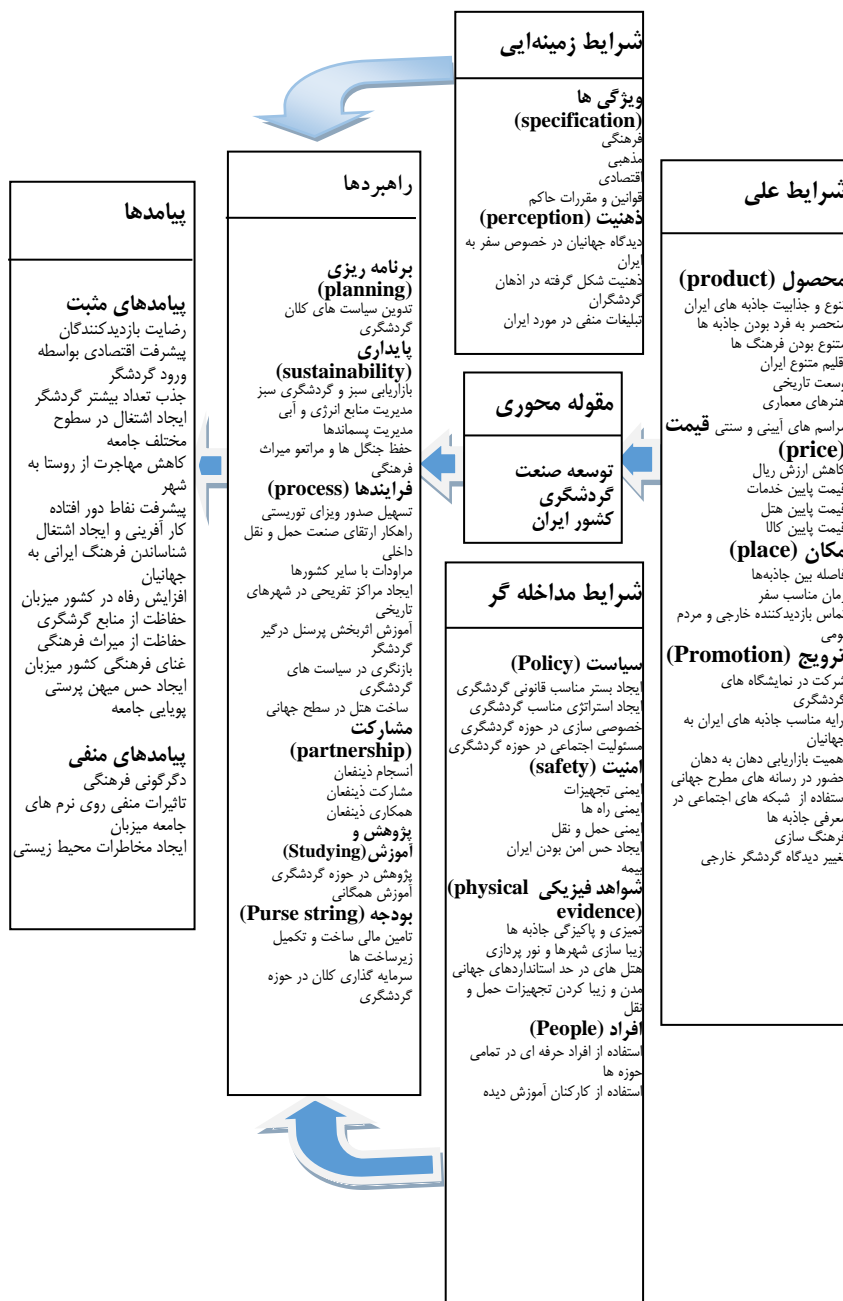 شرایط علی
محصول (product)
تنوع و جذابیت جاذبه های ایران
منحصر به فرد بودن جاذبه ها
متنوع بودن فرهنگ ها
اقلیم متنوع ایران
وسعت تاریخی
هنرهای معماری
مراسم های آیینی و سنتی قیمت
(price)
کاهش ارزش ریال
قیمت پایین خدمات
قیمت پایین هتل
قیمت پایین کالا
مکان (place)
فاصله بین جاذبه‌ها
زمان مناسب سفر
تماس بازدیدکننده خارجی و مردم
بومی
ترویج (Promotion)
شرکت در نمایشگاه های
گردشگری
ارایه مناسب جاذبه های ایران به
جهانیان
اهمیت بازاریابی دهان به دهان
حضور در رسانه های مطرح جهانی
استفاده از شبکه های اجتماعی در
معرفی جاذبه ها
فرهنگ سازی
تغییر دیدگاه گردشگر خارجی
شرایط زمینه‌ایی
ویژگی ها
(specification)
فرهنگی
مذهبی
اقتصادی
قوانین و مقررات حاکم
ذهنیت (perception)
دیدگاه جهانیان در خصوص سفر به
ایران
ذهنیت شکل گرفته در اذهان
گردشگران
تبلیغات منفی در مورد ایران
مقوله محوری
توسعه صنعت
گردشگری
کشور ایران
شرایط مداخله گر
سیاست (Policy)
ایجاد بستر مناسب قانونی گردشگری
ایجاد استراتژی مناسب گردشگری
خصوصی سازی در حوزه گردشگری
مسئولیت اجتماعی در حوزه گردشگری
امنیت (safety)
ایمنی تجهیزات
ایمنی راه ها
ایمنی حمل و نقل
ایجاد حس امن بودن ایران
بیمه
شواهد فیزیکی (physical
evidence)
تمیزی و پاکیزگی جاذبه ها
زیبا سازی شهرها و نور پردازی
هتل های در حد استانداردهای جهانی
مدن و زیبا کردن تجهیزات حمل و
نقل
افراد (People)
استفاده از افراد حرفه ای در تمامی
حوزه ها
استفاده از کارکنان آموزش دیده
راهبردها
برنامه ریزی
(planning)
تدوین سیاست های کلان
گردشگری
پایداری
(sustainability)
بازاریابی سبز و گردشگری سبز
مدیریت منابع انرژی و آبی
مدیریت پسماندها
حفظ جنگل ها و مراتعو میراث
فرهنگی
فرایندها (process)
تسهیل صدور ویزای توریستی
راهکار ارتقای صنعت حمل و نقل
داخلی
مراودات با سایر کشورها
ایجاد مراکز تفریحی در شهرهای
تاریخی
آموزش اثربخش پرسنل درگیر
گردشگر
بازنگری در سیاست های
گردشگری
ساخت هتل در سطح جهانی
مشارکت
(partnership)
انسجام ذینفعان
مشارکت ذینفعان
همکاری ذینفعان
پژوهش و
آموزش(Studying)
پژوهش در حوزه گردشگری
آموزش همگانی
بودجه (Purse string)
تامین مالی ساخت و تکمیل
زیرساخت ها
سرمایه گذاری کلان در حوزه
گردشگری
پیامدها
پیامدهای مثبت
رضایت بازدیدکنندگان
پیشرفت اقتصادی بواسطه
ورود گردشگر
جذب تعداد بیشتر گردشگر
ایجاد اشتغال در سطوح
مختلف جامعه
کاهش مهاجرت از روستا به
شهر
پیشرفت نفاط دور افتاده
کار آفرینی و ایجاد اشتغال
شناساندن فرهنگ ایرانی به
جهانیان
افزایش رفاه در کشور میزبان
حفاظت از منابع گرشگری
حفاظت از میراث فرهنگی
غنای فرهنگی کشور میزبان
ایجاد حس میهن پرستی
پویایی جامعه
پیامدهای منفی
دگرگونی فرهنگی
تاثیرات منفی روی نرم های
جامعه میزبان
ایجاد مخاطرات محیط زیستی